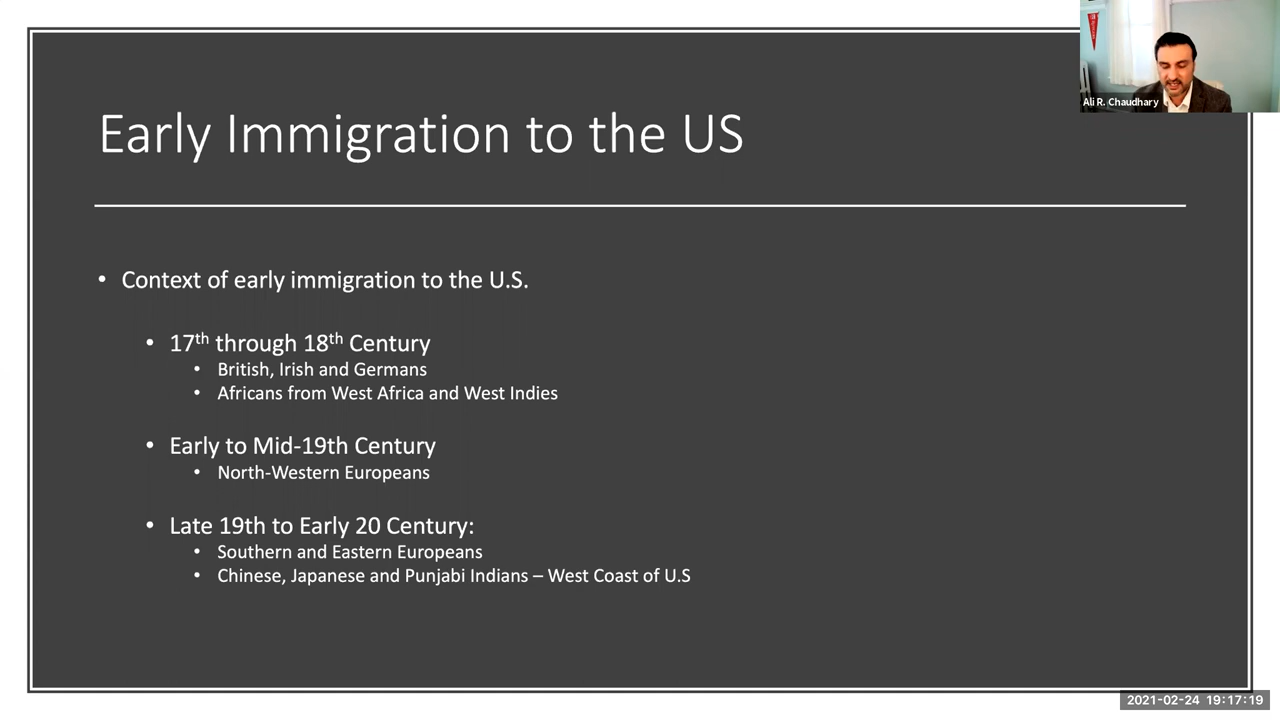 Ali R. Chaudhary
Early Immigration to the US
• Context of early immigration to the U.S.
• 17th through 18th Century
• British, Irish and Germans
• Africans from West Africa and West Indies
• Early to Mid-19th Century
• North-Western Europeans
• Late 19th to Early 20 Century:
• Southern and Eastern Europeans
• Chinese, Japanese and Punjabi Indians – West Coast of U.S
2021-02-24 19:17:19